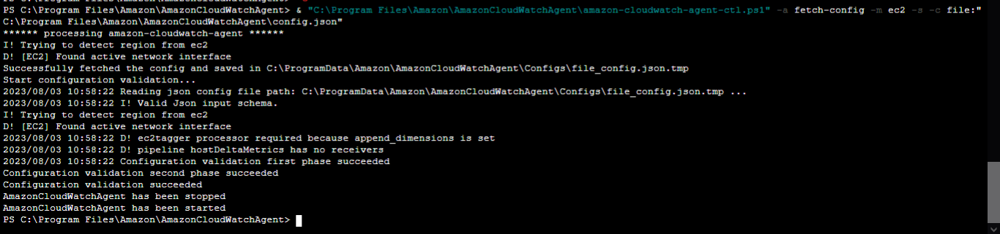 PS C:\Program Files\Amazon\AmazonCloudWatchAgent> & "C:\Program Files\Amazon\AmazonCloudWatchAgent\amazon-cloudwatch-agent-ctl.ps1" -a fetch-config -m ec2 -s -c file:"
C:\Program Files\Amazon\AmazonCloudWatchAgent\config.json"
****** processing amazon-cloudwatch-agent ******
I! Trying to detect region from ec2
D! [EC2] Found active network interface
Successfully fetched the config and saved in C:\ProgramData\Amazon\AmazonCloudWatchAgent\Configs\file_config.json.tmp
Start configuration validation...
2023/08/03 10:58:22 Reading json config file path: C:\ProgramData\Amazon\AmazonCloudWatchAgent\Configs\file_config.json.tmp ...
2023/08/03 10:58:22 I! Valid Json input schema.
I! Trying to detect region from ec2
D! [EC2] Found active network interface
2023/08/03 10:58:22 D! ec2tagger processor required because append_dimensions is set
2023/08/03 10:58:22 D! pipeline hostDeltaMetrics has no receivers
2023/08/03 10:58:22 Configuration validation first phase succeeded
Configuration validation second phase succeeded
Configuration validation succeeded
AmazonCloudWatchAgent has been stopped
AmazonCloudWatchAgent has been started
PS C:\Program Files\Amazon\AmazonCloudWatchAgent>